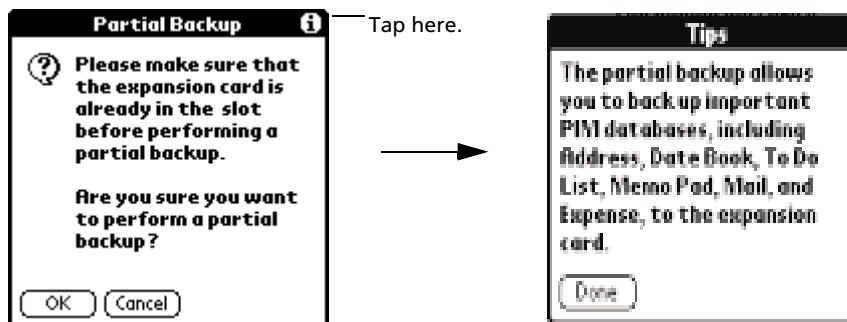 Partial Backup
Tap here.
Please make sure that
the expansion card is
already in the slot
before performing a
partial backup.
Are you sure you want
to perform a partial
backup?
OK
Cancel
Tips
The partial backup allows
you to back up important
PIM databases, including
Address, Date Book, To Do
List, Memo Pad, Mail, and
Expense, to the expansion
card.
Done